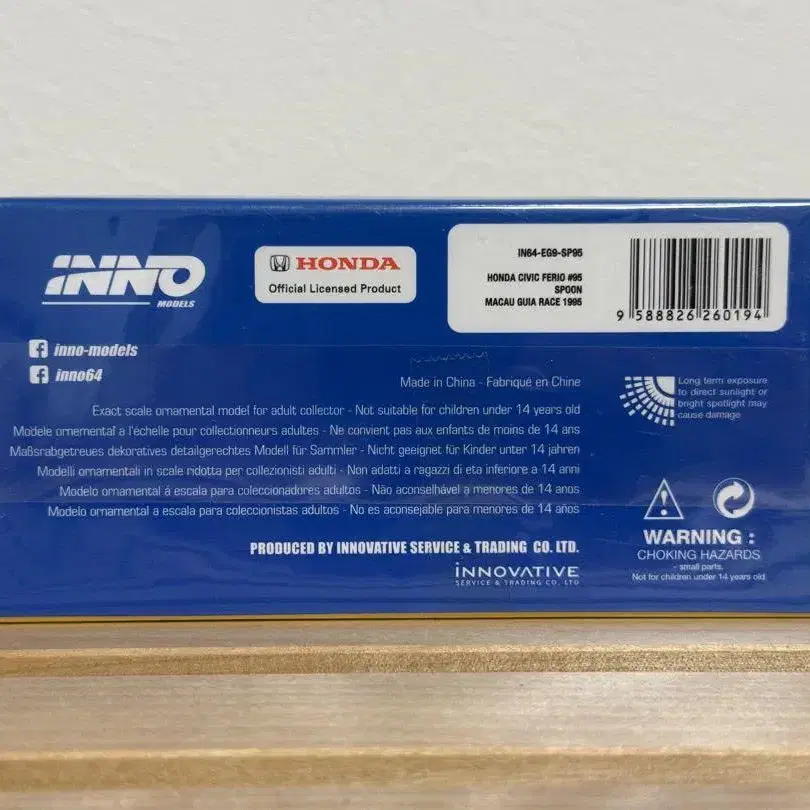 INNO
MODELS
HONDA
Official Licensed Product
IN64-EG9-SP95
HONDA CIVIC FERIO #95
SPOON
MACAU GUIA RACE 1995
9 588826 260194
inno-models
inno64
Made in China - Fabriqué en Chine
Exact scale ornamental model for adult collector - Not suitable for children under 14 years old
Modele ornemental a l'échelle pour collectionneurs adultes - Ne convient pas aux enfants de moins de 14 ans
Maßsrabgetreues dekoratives detailgerechtes Modell für Sammler - Nicht geeignet für Kinder unter 14 jahren
Modelli ornamentali in scale ridotta per collezionisti adulti - Non adatti a ragazzi di eta inferiore a 14 anni
Modelo ornamental á escala para coleccionadores adultos - Não aconselhável a menores de 14 anos
Modelo ornamental a escala para coleccionistas adultos - No es aconsejable para menores de 14 años
Long term exposure
to direct sunlight or
bright spotlight may
cause damage
PRODUCED BY INNOVATIVE SERVICE & TRADING CO. LTD.
INNOVATIVE
SERVICE & TRADING CO. LTD
WARNING :
CHOKING HAZARDS
- small parts.
Not for children under 14 years old